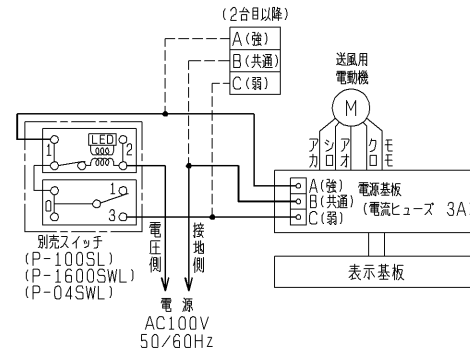 (2台目以降)
A(強)
B(共通)
C(弱)
送風用
電動機
M
アカ
シロ
アオ
クロ
モモ
LED
1
2
1
3
A(強)
B(共通)
C(弱)
電源基板
(電流ヒューズ 3A)
表示基板
別売スイッチ
(P-100SL)
(P-1600SWL)
(P-04SWL)
電圧側
接地側
電源
AC100V
50/60Hz